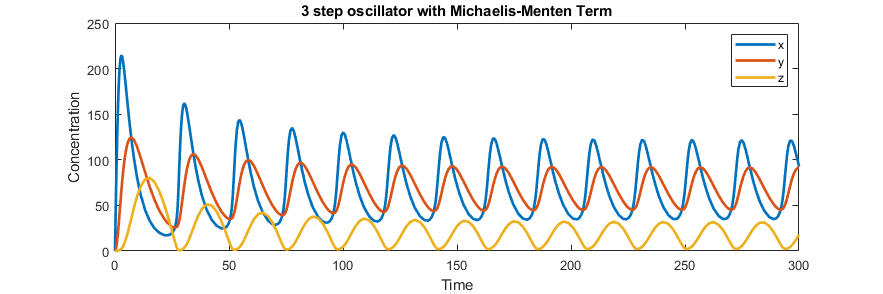 3 step oscillator with Michaelis-Menten Term
250
200
150
100
50
0
Concentration
x
y
z
0 50 100 150 200 250 300
Time